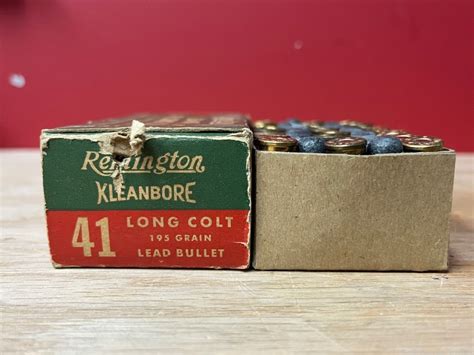 Remington
KLEANBORE
41
LONG COLT
195 GRAIN
LEAD BULLET